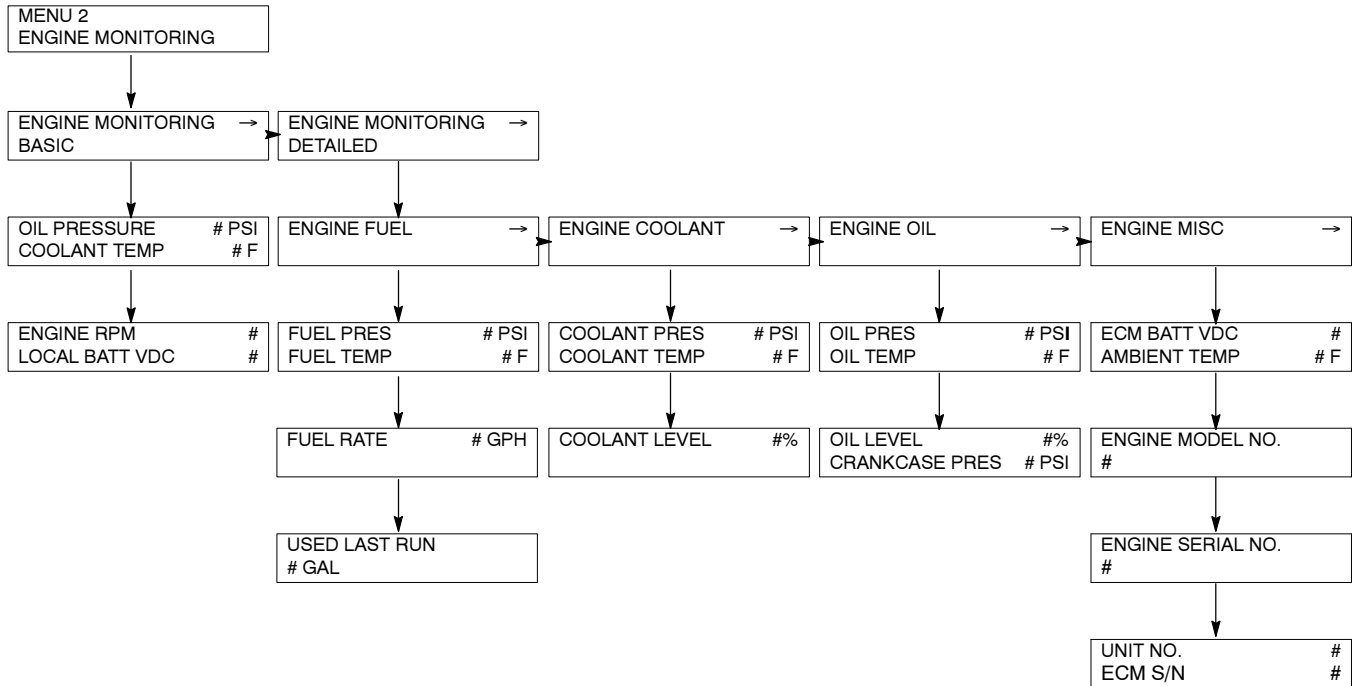 MENU 2
ENGINE MONITORING
ENGINE MONITORING →
BASIC
ENGINE MONITORING →
DETAILED
OIL PRESSURE # PSI
COOLANT TEMP # F
ENGINE FUEL →
ENGINE COOLANT →
ENGINE OIL →
ENGINE MISC →
ENGINE RPM #
LOCAL BATT VDC #
FUEL PRES # PSI
FUEL TEMP # F
COOLANT PRES # PSI
COOLANT TEMP # F
OIL PRES # PSI
OIL TEMP # F
ECM BATT VDC #
AMBIENT TEMP # F
FUEL RATE # GPH
COOLANT LEVEL #%
OIL LEVEL #%
CRANKCASE PRES # PSI
ENGINE MODEL NO.
#
USED LAST RUN
# GAL
ENGINE SERIAL NO.
#
UNIT NO. #
ECM S/N #